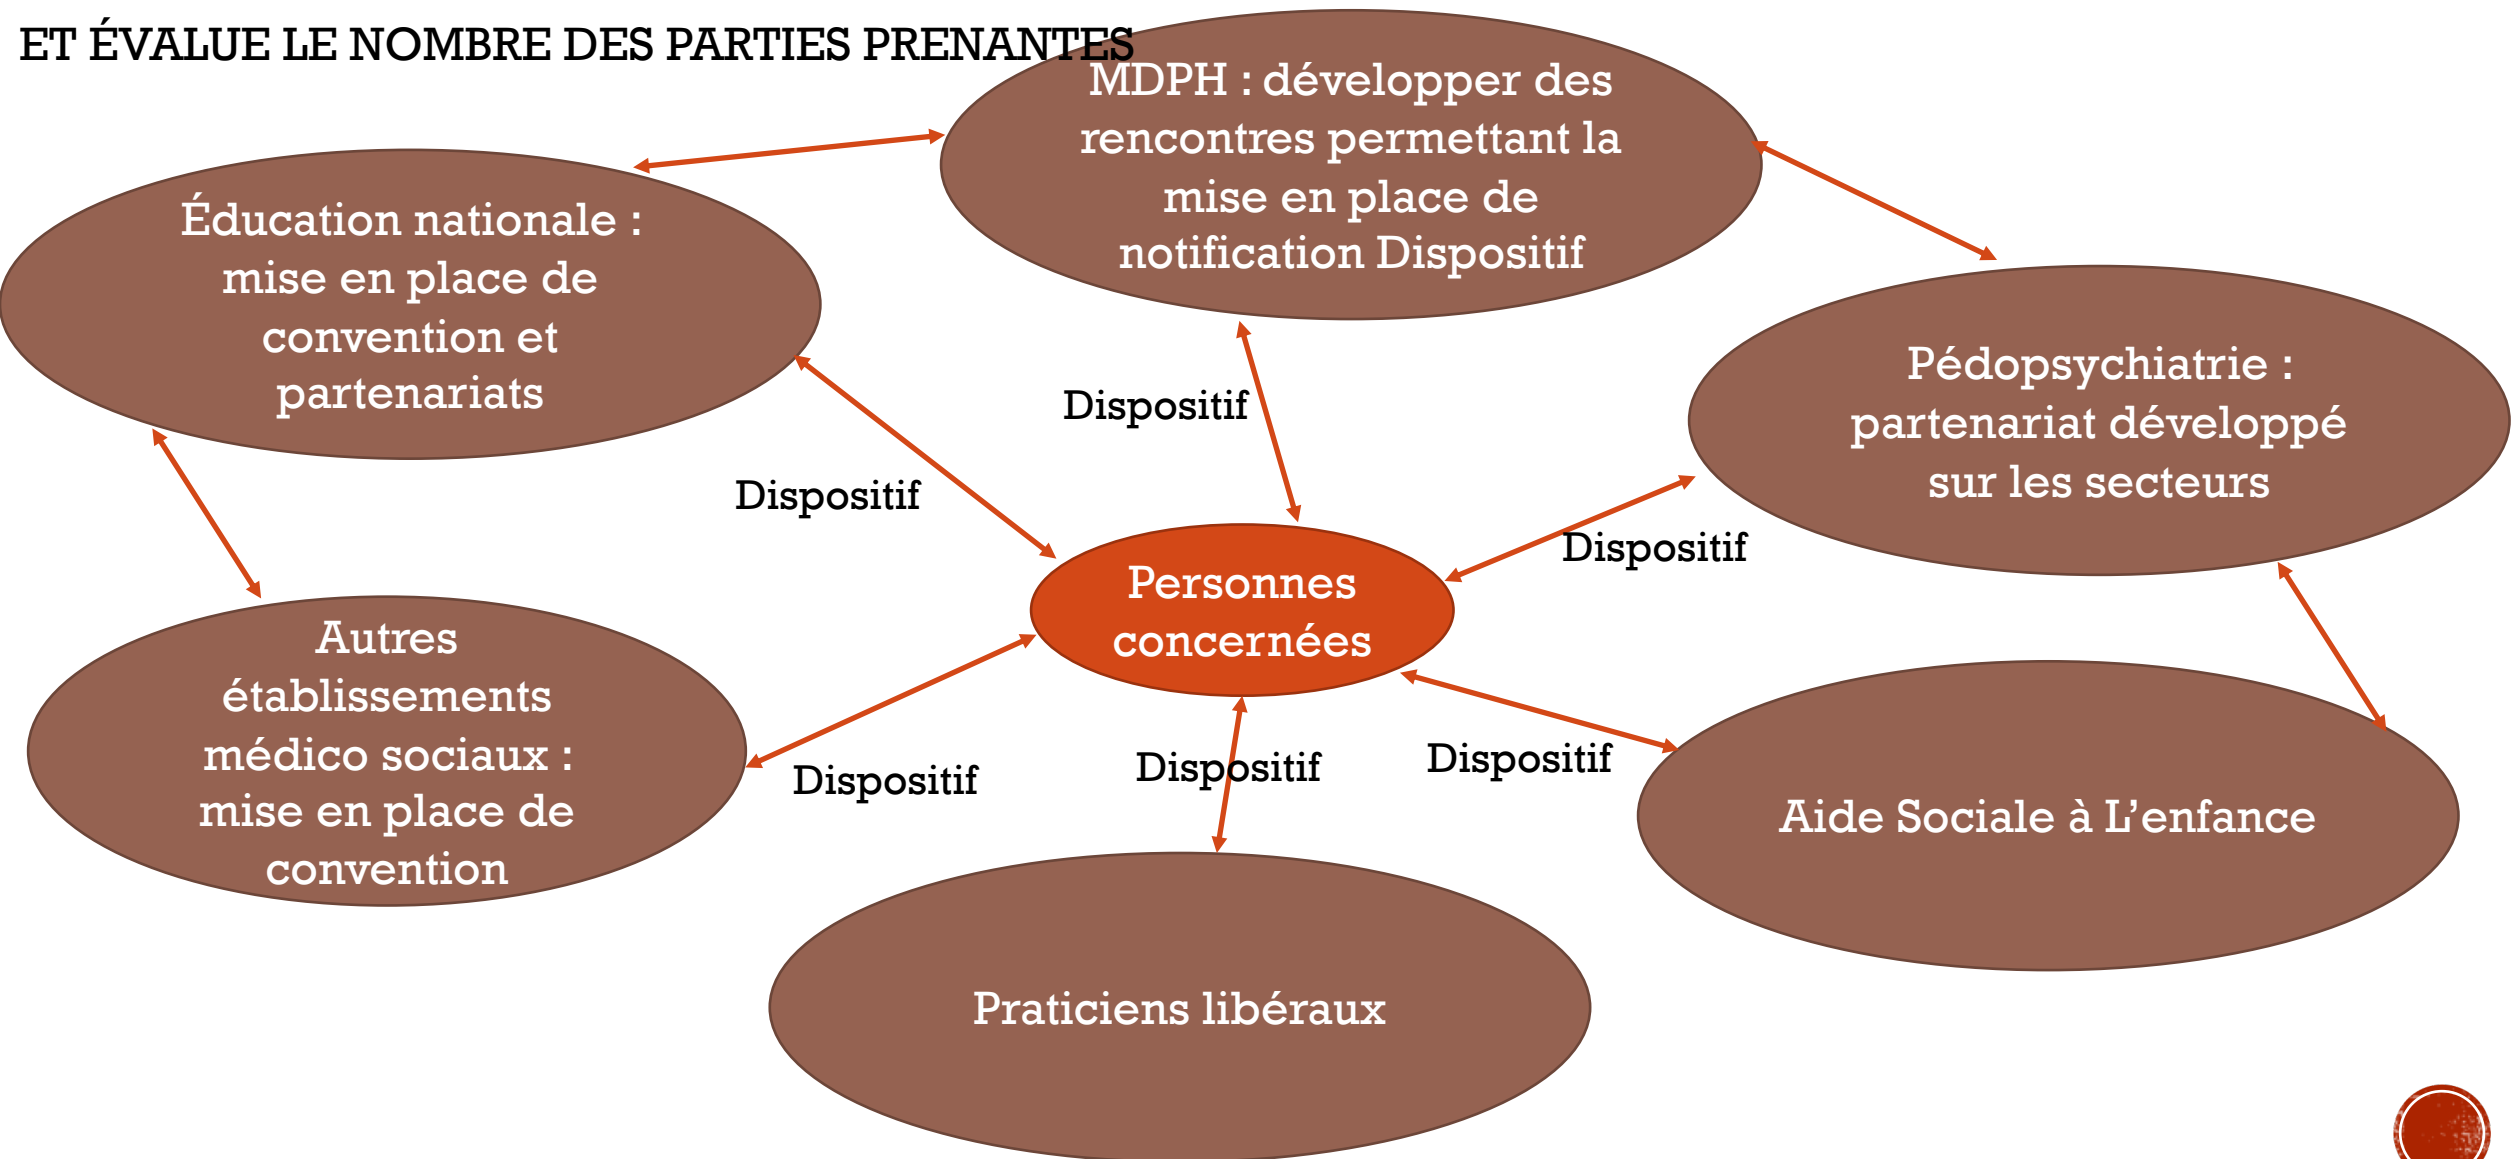 ET ÉVALUE LE NOMBRE DES PARTIES PRENANTES
MDPH : développer des
rencontres permettant la
mise en place de
notification Dispositif
Éducation nationale :
mise en place de
convention et
partenariats
Pédopsychiatrie :
partenariat développé
sur les secteurs
Dispositif
Dispositif
Dispositif
Personnes
concernées
Autres
établissements
médico sociaux :
mise en place de
convention
Dispositif
Dispositif
Dispositif
Aide Sociale à L’enfance
Praticiens libéraux